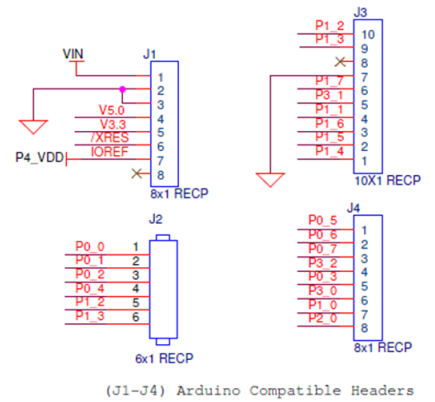 J1
VIN
1
2
3
V5.0 4
V3.3 5
/XRES 6
P4_VDD IOREF 7
8
8x1 RECP
J3
P1_2 10
P1_3 9
8
7
P1_7 6
P3_1 5
P1_1 4
P1_6 3
P1_5 2
P1_4 1
10X1 RECP
J2
P0_0 1
P0_1 2
P0_2 3
P0_4 4
P1_2 5
P1_3 6
6x1 RECP
J4
P0_5 1
P0_6 2
P0_7 3
P3_2 4
P0_3 5
P3_0 6
P1_0 7
P2_0 8
8x1 RECP
(J1-J4) Arduino Compatible Headers